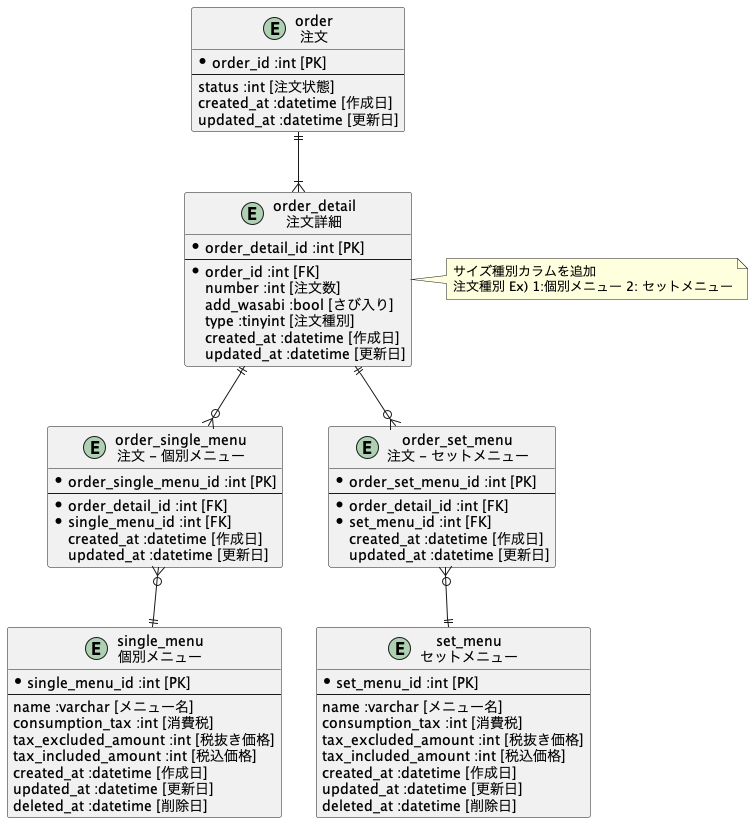 E order
注文
order_id :int [PK]
status :int [注文状態]
created_at :datetime [作成日]
updated_at :datetime [更新日]
E order_detail
注文詳細
order_detail_id :int [PK]
order_id :int [FK]
number :int [注文数]
add_wasabi :bool [さび入り]
type :tinyint [注文種別]
created_at :datetime [作成日]
updated_at :datetime [更新日]
サイズ種別カラムを追加
注文種別 Ex) 1:個別メニュー 2: セットメニュー
E order_single_menu
注文 – 個別メニュー
order_single_menu_id :int [PK]
order_detail_id :int [FK]
single_menu_id :int [FK]
created_at :datetime [作成日]
updated_at :datetime [更新日]
E order_set_menu
注文 – セットメニュー
order_set_menu_id :int [PK]
order_detail_id :int [FK]
set_menu_id :int [FK]
created_at :datetime [作成日]
updated_at :datetime [更新日]
E single_menu
個別メニュー
single_menu_id :int [PK]
name :varchar [メニュー名]
consumption_tax :int [消費税]
tax_excluded_amount :int [税抜き価格]
tax_included_amount :int [税込価格]
created_at :datetime [作成日]
updated_at :datetime [更新日]
deleted_at :datetime [削除日]
E set_menu
セットメニュー
set_menu_id :int [PK]
name :varchar [メニュー名]
consumption_tax :int [消費税]
tax_excluded_amount :int [税抜き価格]
tax_included_amount :int [税込価格]
created_at :datetime [作成日]
updated_at :datetime [更新日]
deleted_at :datetime [削除日]